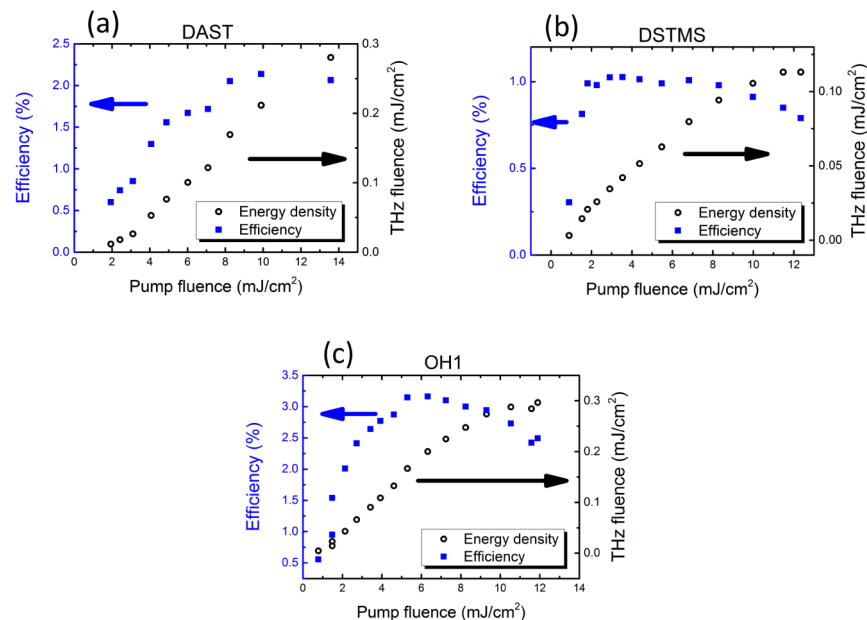 (a)
DAST
Efficiency (%)
2.5
2.0
1.5
1.0
0.5
0.0
0.3
0.2
0.1
0.0
THz fluence (mJ/cm²)
Energy density
Efficiency
0 2 4 6 8 10 12 14
Pump fluence (mJ/cm²)
(b)
DSTMS
Efficiency (%)
1.0
0.5
0.0
0.10
0.05
0.00
THz fluence (mJ/cm²)
Energy density
Efficiency
0 2 4 6 8 10 12
Pump fluence (mJ/cm²)
(c)
OH1
Efficiency (%)
3.5
3.0
2.5
2.0
1.5
1.0
0.5
0.3
0.2
0.1
0.0
THz fluence (mJ/cm²)
Energy density
Efficiency
0 2 4 6 8 10 12 14
Pump fluence (mJ/cm²)